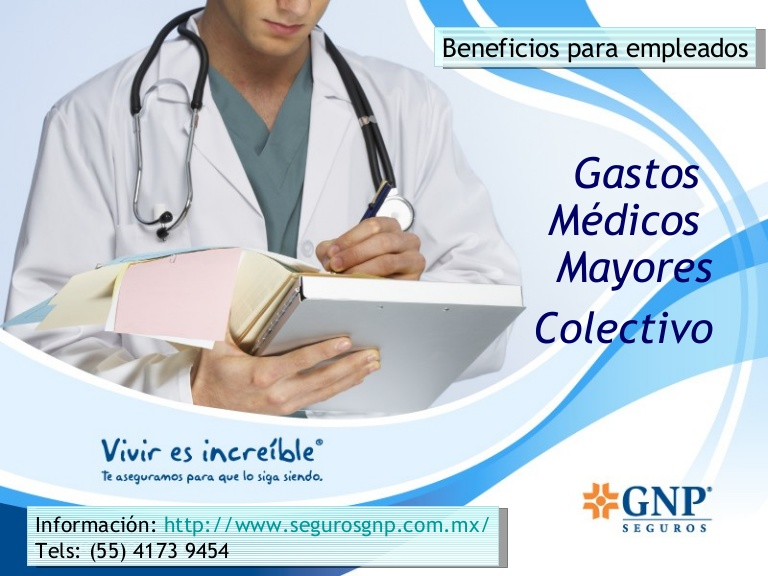 Beneficios para empleados
Gastos
Médicos
Mayores
Colectivo
Vivir es increíble®
Te aseguramos para que lo siga siendo.
GNP®
SEGUROS
Información: http://www.segurosgnp.com.mx/
Tels: (55) 4173 9454